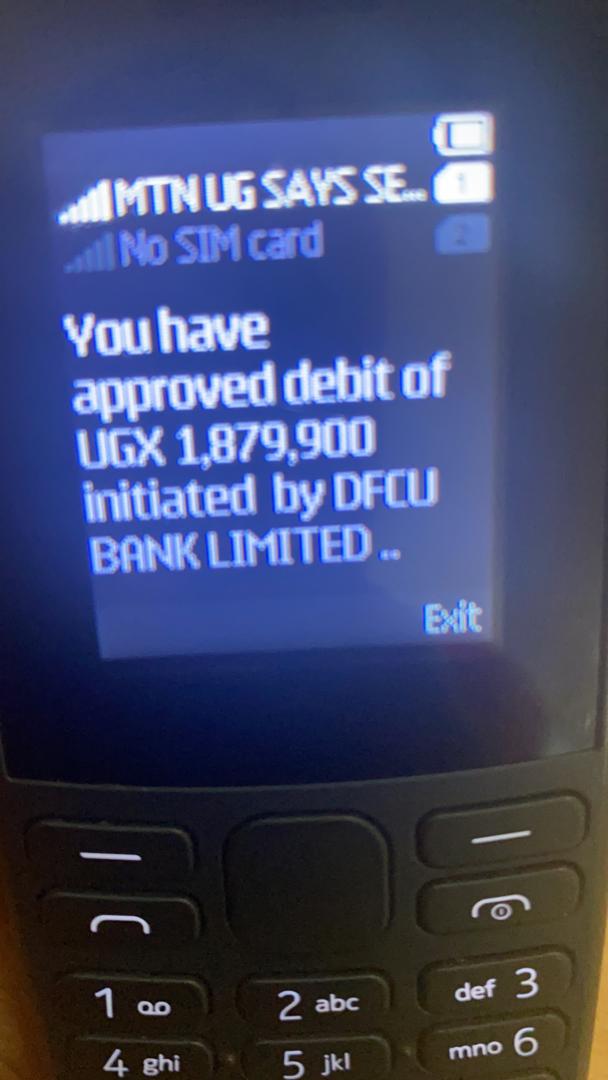 MTN UG SAYS SE... 1
No SIM card 2
You have
approved debit of
UGX 1,879,900
initiated by DFCU
BANK LIMITED ..
Exit
1
2 abc
def 3
4 ghi
5 jkl
mno 6